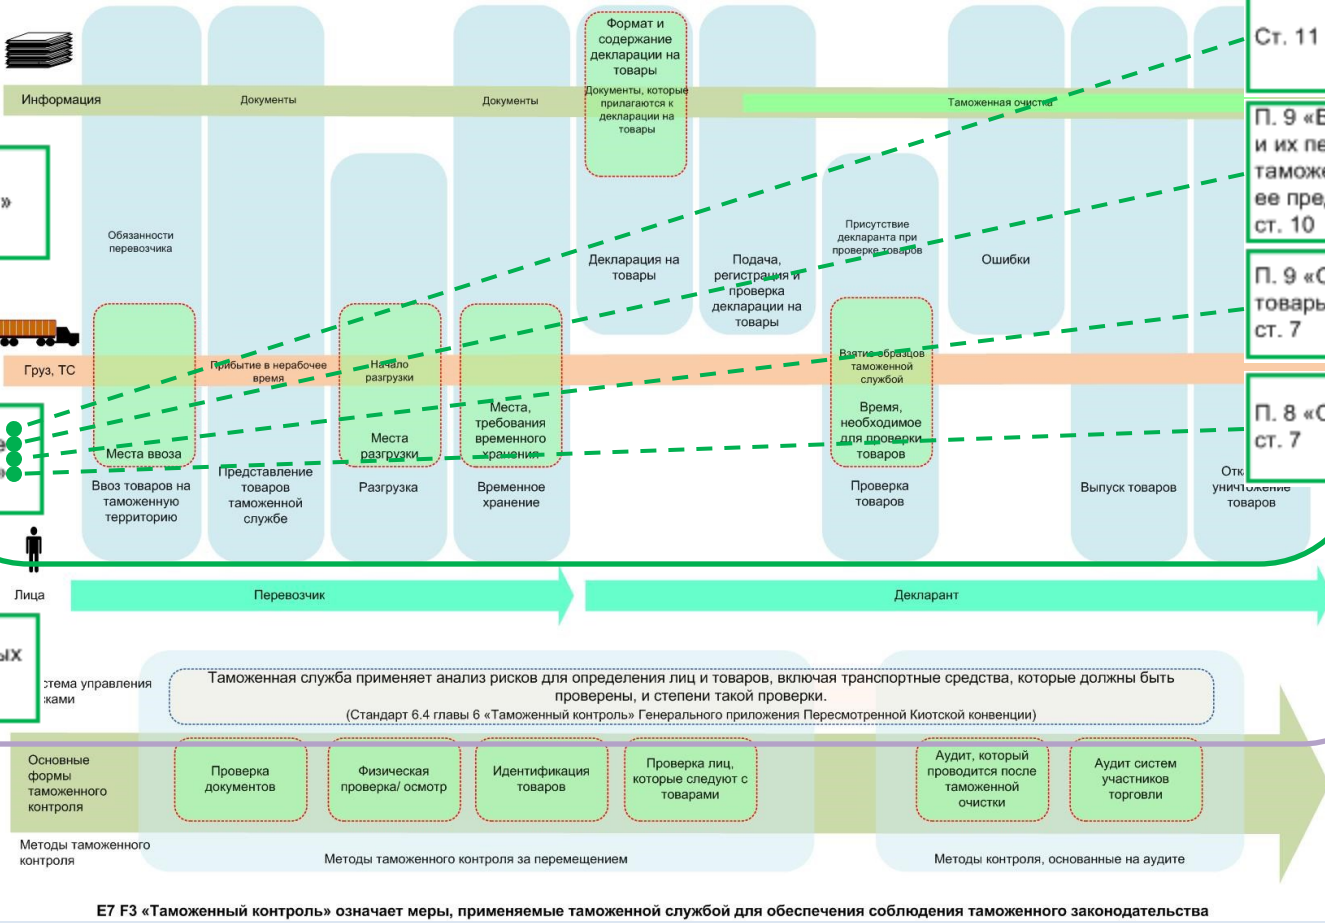 Формат и
содержание
декларации на
товары
Документы, которые
прилагаются к
декларации на
товары
Информация
Документы
Документы
Таможенная очистка
Ст. 11
П. 9
и их
ст. 10
П. 9
ст. 7
П. 8
ст. 7
»
Обязанности
перевозчика
Декларация на
товары
Подача,
регистрация и
проверка
декларации на
товары
Присутствие
декларанта при
проверке товаров
Ошибки
Груз, ТС
Места ввоза
Прибытие в нерабочее
время
Начало
разгрузки
Места
разгрузки
Места,
требования
временного
хранения
Взятие образцов
таможенной
службой
Время,
необходимое
для проверки
товаров
Ввоз товаров на
таможенную
территорию
Представление
товаров
таможенной
службе
Разгрузка
Временное
хранение
Проверка
товаров
Выпуск товаров
уничтожение
товаров
Лица
Перевозчик
Декларант
управления
Таможенная служба применяет анализ рисков для определения лиц и товаров, включая транспортные средства, которые должны быть
проверены, и степени такой проверки.
(Стандарт 6.4 главы 6 «Таможенный контроль» Генерального приложения Пересмотренной Киотской конвенции)
Основные
формы
таможенного
контроля
Проверка
документов
Физическая
проверка/ осмотр
Идентификация
товаров
Проверка лиц,
которые следуют с
товарами
Аудит, который
проводится после
таможенной
очистки
Аудит систем
участников
торговли
Методы таможенного
контроля
Методы таможенного контроля за перемещением
Методы контроля, основанные на аудите
E7 F3 «Таможенный контроль» означает меры, применяемые таможенной службой для обеспечения соблюдения таможенного законодательства